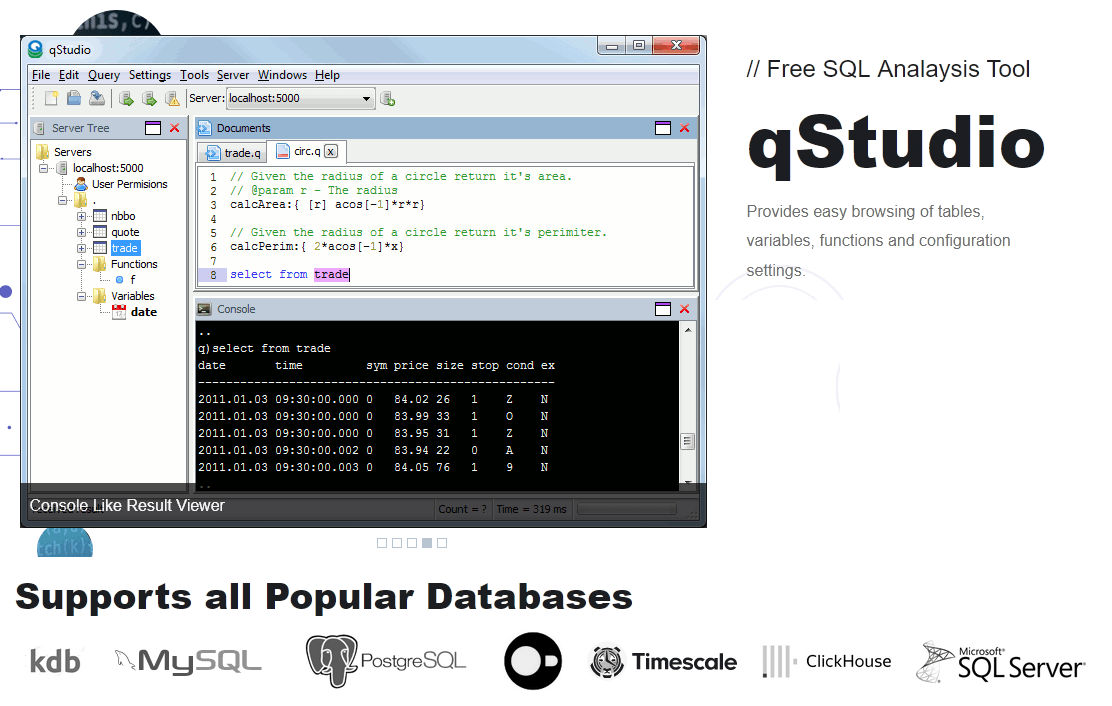 his,c)
qStudio
File Edit Query Settings Tools Server Windows Help
Server: localhost:5000
Server Tree
Servers
localhost:5000
User Permisions
.
nbbo
quote
trade
Functions
f
Variables
date
Documents
trade.q circ.q
1 // Given the radius of a circle return it's area.
2 // @param r - The radius
3 calcArea:{ [r] acos[-1]*r*r}
4
5 // Given the radius of a circle return it's perimiter.
6 calcPerim:{ 2*acos[-1]*x}
7
8 select from trade
Console
..
q)select from trade
date time sym price size stop cond ex
-------------------------------------------------------
2011.01.03 09:30:00.000 0 84.02 26 1 Z N
2011.01.03 09:30:00.000 0 83.99 33 1 O N
2011.01.03 09:30:00.000 0 83.95 31 1 Z N
2011.01.03 09:30:00.002 0 83.94 22 0 A N
2011.01.03 09:30:00.003 0 84.05 76 1 9 N
..
Console Like Result Viewer
Count = ? Time = 319 ms
rch(k)
// Free SQL Analaysis Tool
qStudio
Provides easy browsing of tables,
variables, functions and configuration
settings.
Supports all Popular Databases
kdb
MySQL
PostgreSQL
Timescale
ClickHouse
Microsoft®
SQL Server®